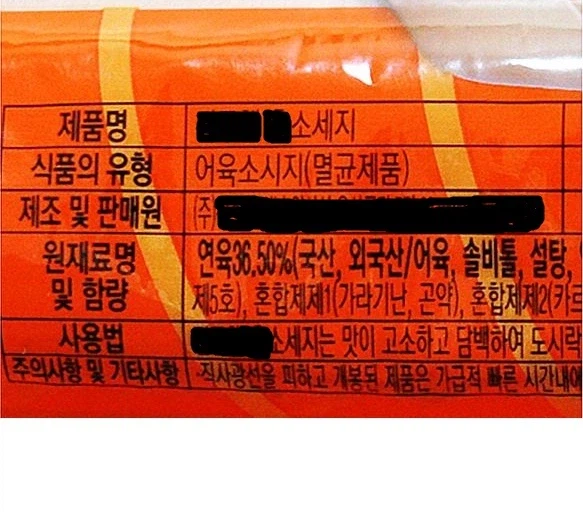 제품명 소세지
식품의 유형 어육소시지(멸균제품)
제조 및 판매원 (주)
원재료명 및 함량 연육36.50%(국산, 외국산/어육, 솔비톨, 설탕,
제5호), 혼합제제1(카라기난, 곤약), 혼합제제2(카
사용법 소세지는 맛이 고소하고 담백하여 도시락
주의사항 및 기타사항 ·직사광선을 피하고 개봉된 제품은 가급적 빠른 시간내에